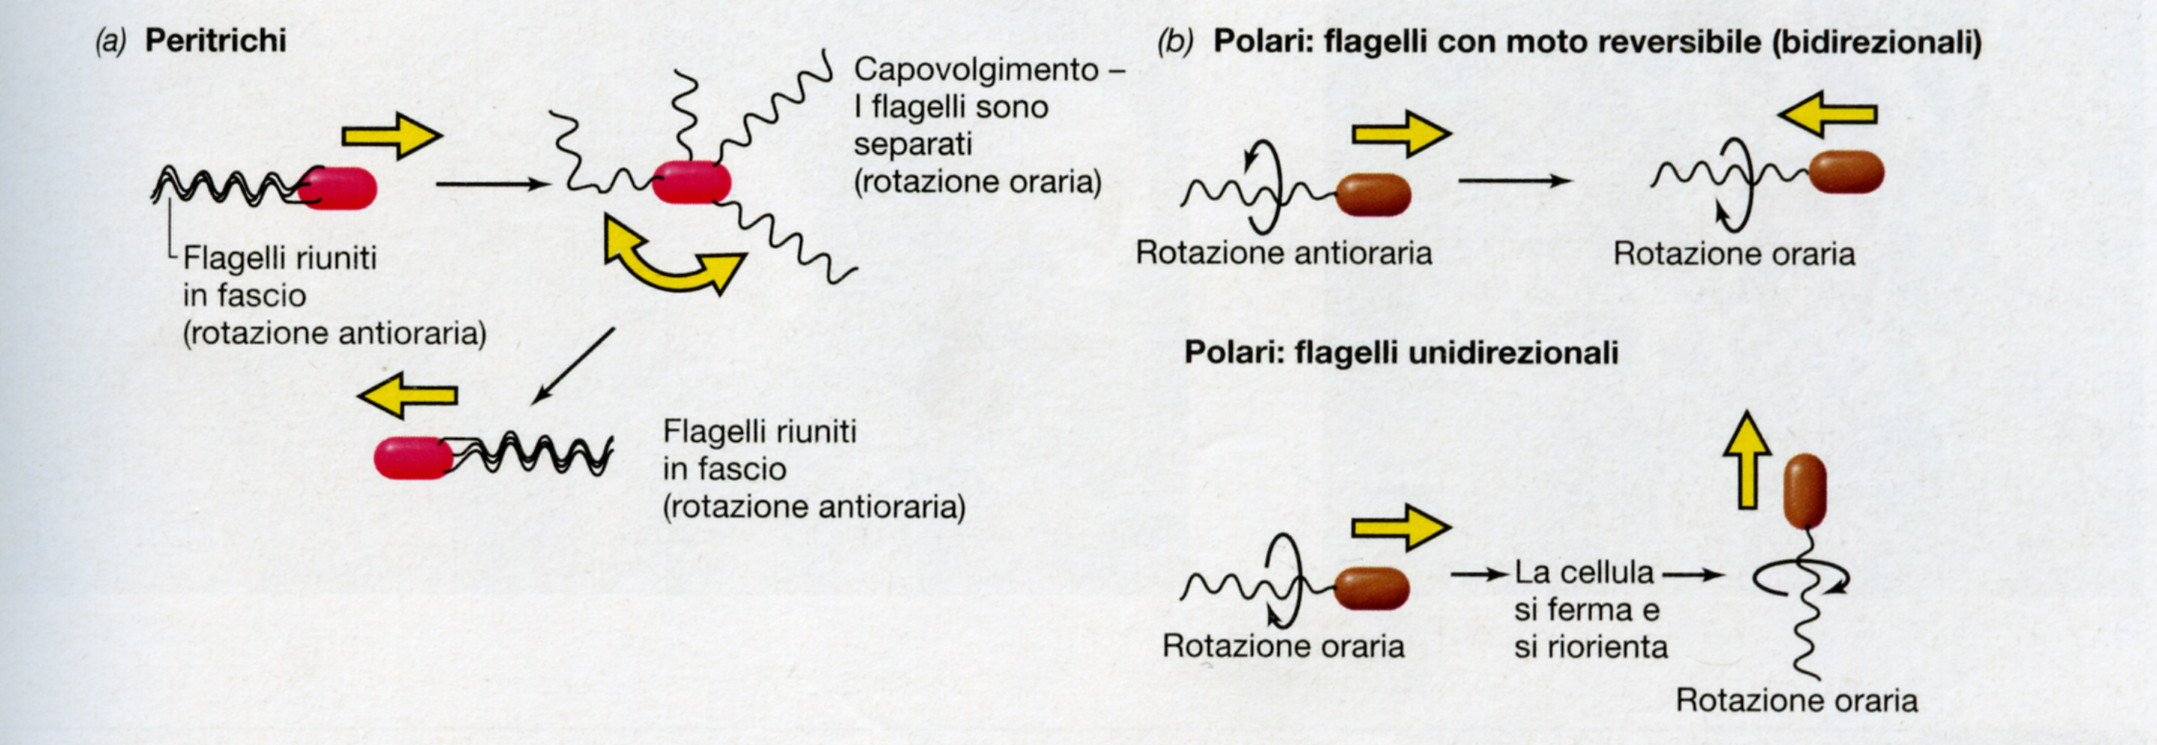 (a) Peritrichi
Capovolgimento –
I flagelli sono
separati
(rotazione oraria)
Flagelli riuniti
in fascio
(rotazione antioraria)
Flagelli riuniti
in fascio
(rotazione antioraria)
(b) Polari: flagelli con moto reversibile (bidirezionali)
Rotazione antioraria
Rotazione oraria
Polari: flagelli unidirezionali
Rotazione oraria
La cellula
si ferma e
si riorienta
Rotazione oraria